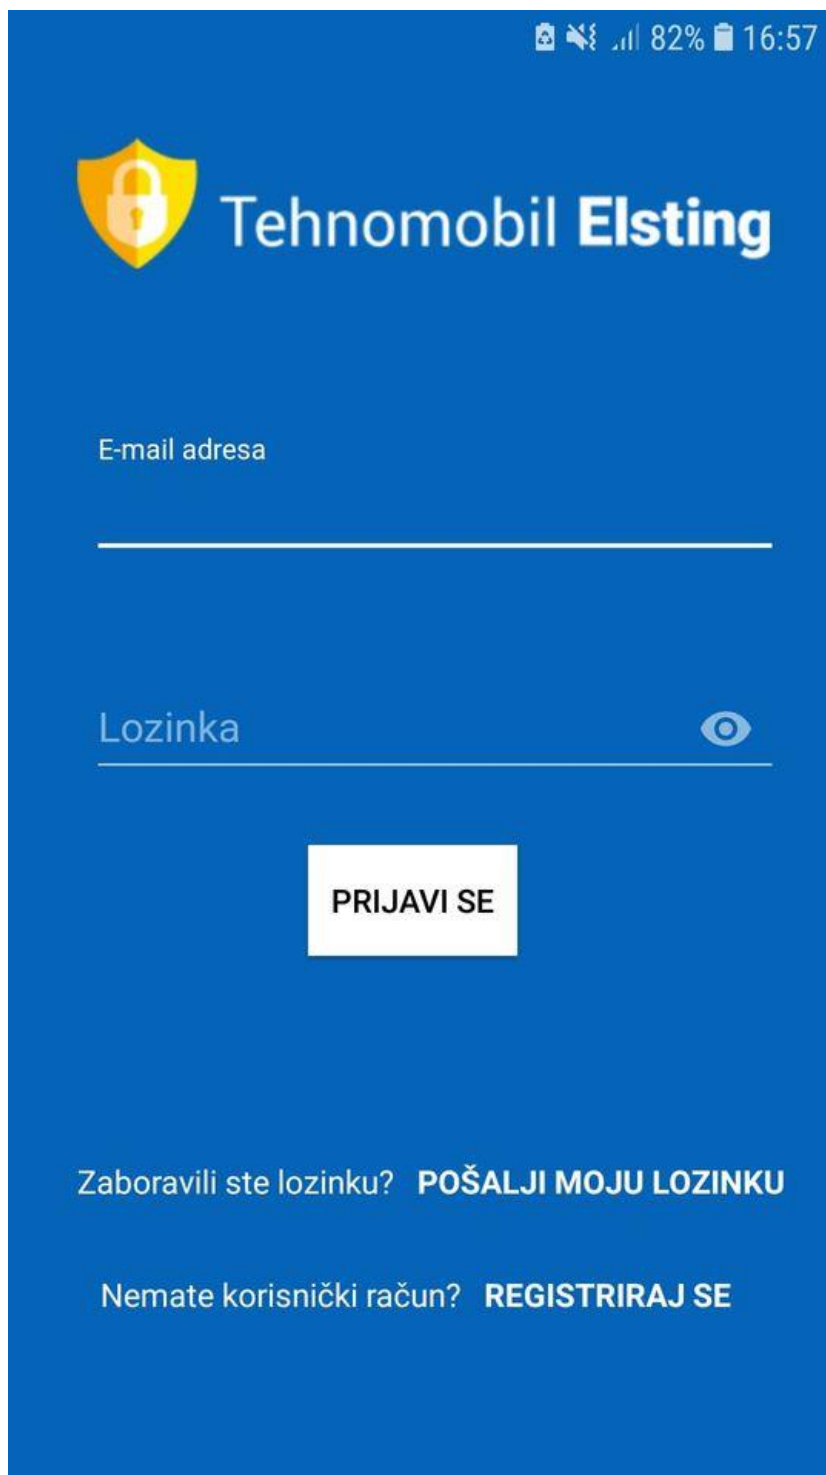 82% 16:57
Tehnomobil Elsting
E-mail adresa
Lozinka
PRIJAVI SE
Zaboravili ste lozinku? POŠALJI MOJU LOZINKU
Nemate korisnički račun? REGISTRIRAJ SE